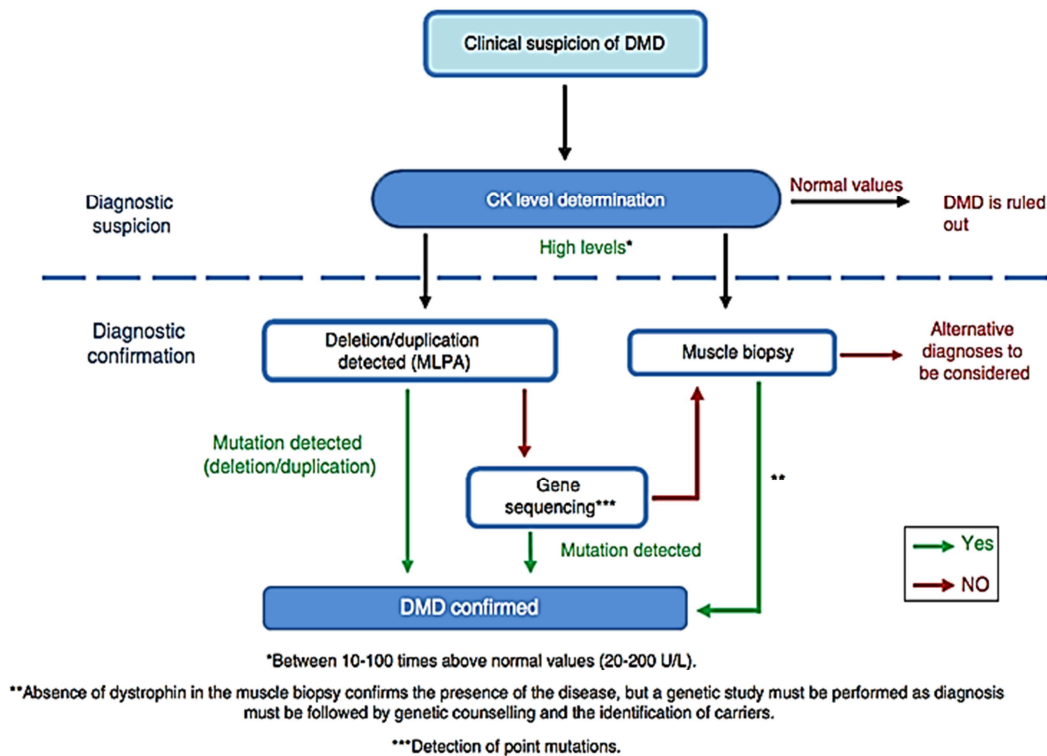 Clinical suspicion of DMD
CK level determination
Normal values
DMD is ruled
out
Diagnostic
suspicion
High levels*
Diagnostic
confirmation
Deletion/duplication
detected (MLPA)
Muscle biopsy
Alternative
diagnoses to
be considered
Mutation detected
(deletion/duplication)
Gene
sequencing***
**
Mutation detected
Yes
NO
DMD confirmed
*Between 10-100 times above normal values (20-200 U/L).
**Absence of dystrophin in the muscle biopsy confirms the presence of the disease, but a genetic study must be performed as diagnosis
must be followed by genetic counselling and the identification of carriers.
***Detection of point mutations.